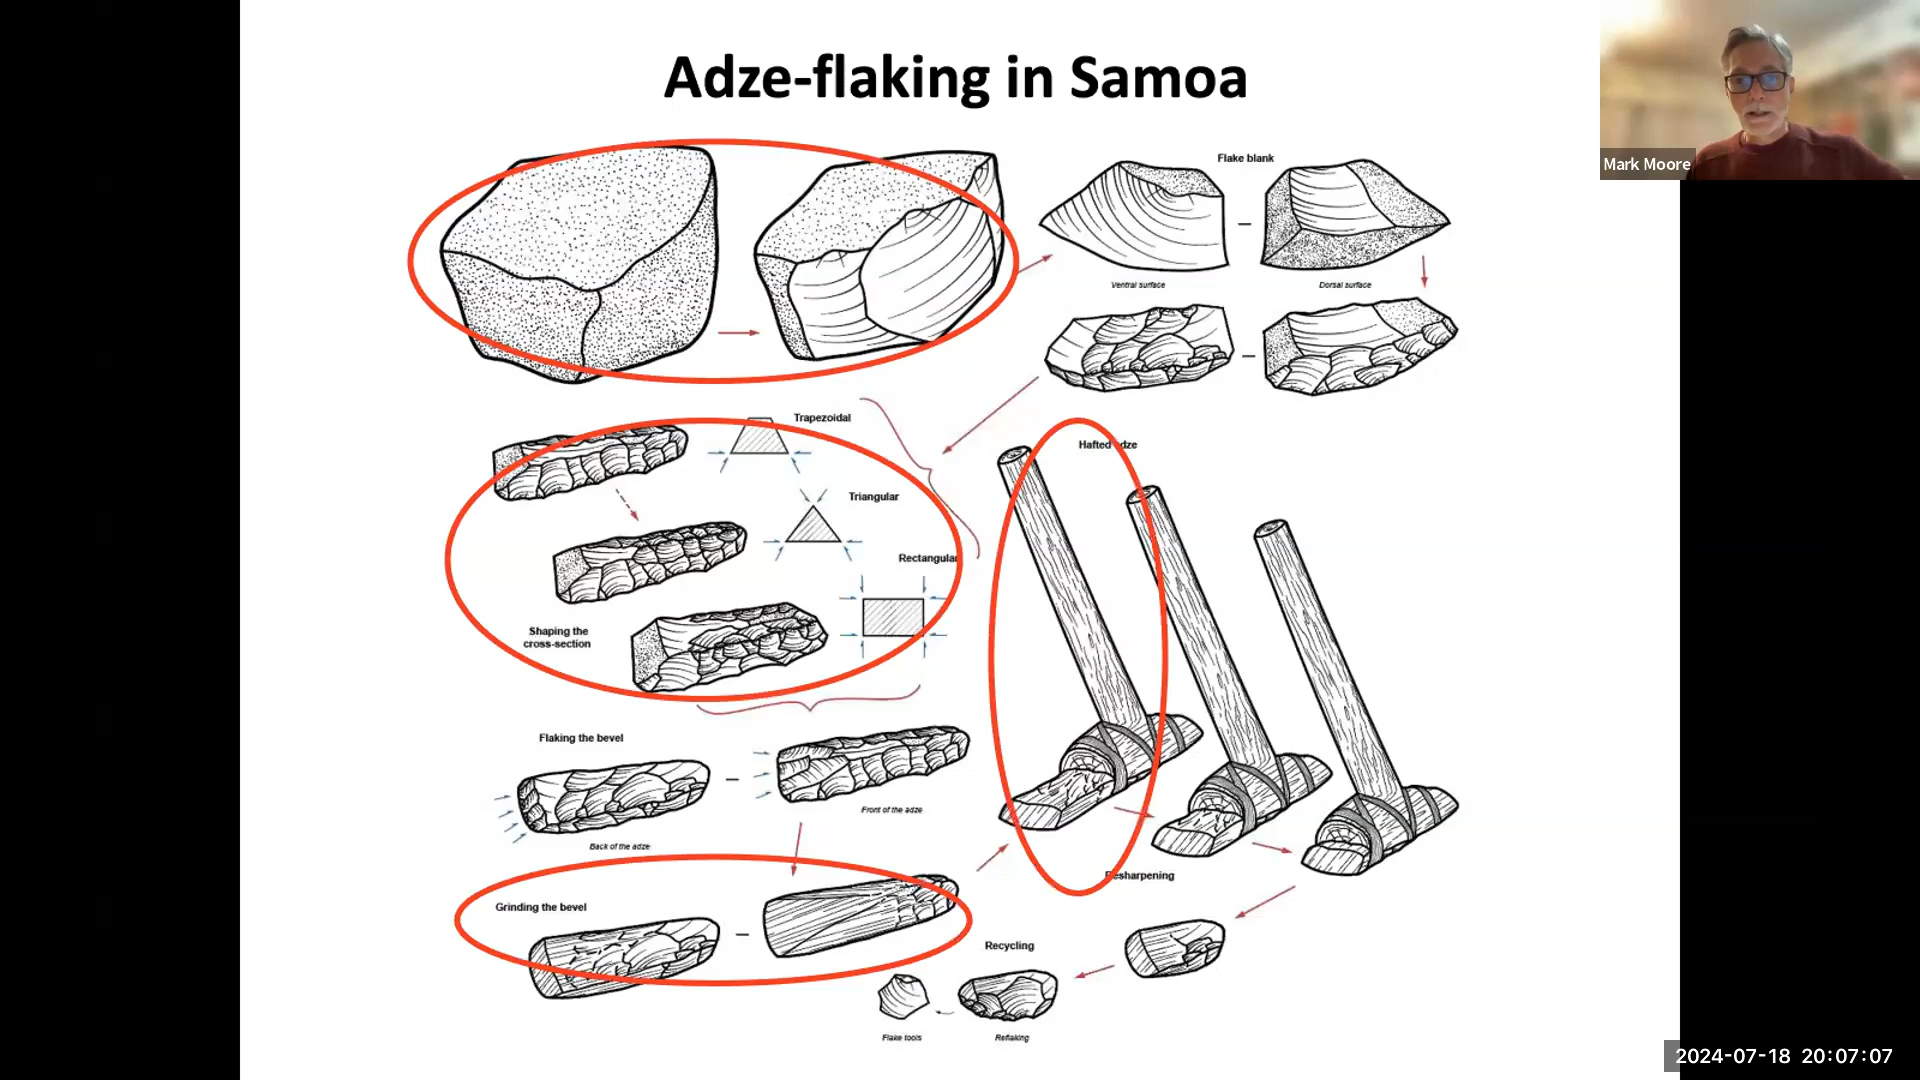 Adze-flaking in Samoa
Mark Moore
Flake blank
Ventral surface
Dorsal surface
Trapezoidal
Hafted adze
Triangular
Rectangular
Shaping the
cross-section
Flaking the bevel
Front of the adze
Back of the adze
Resharpening
Grinding the bevel
Recycling
Flake tools
Reflaking
2024-07-18 20:07:07